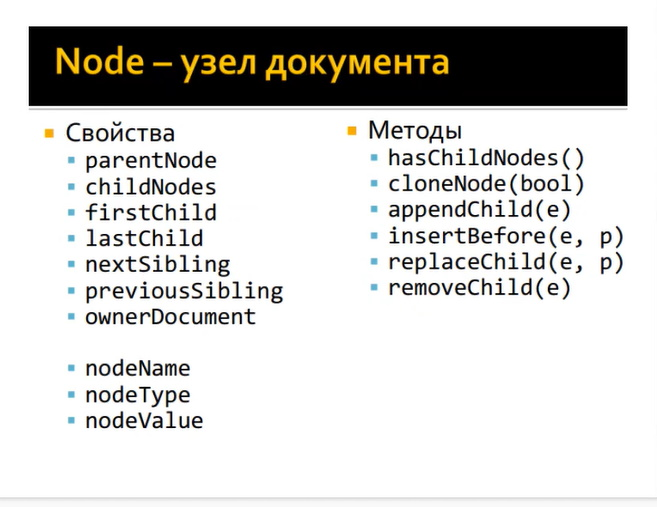 Node – узел документа
Свойства
parentNode
childNodes
firstChild
lastChild
nextSibling
previousSibling
ownerDocument
nodeName
nodeType
nodeValue
Методы
hasChildNodes()
cloneNode(bool)
appendChild(e)
insertBefore(e, p)
replaceChild(e, p)
removeChild(e)